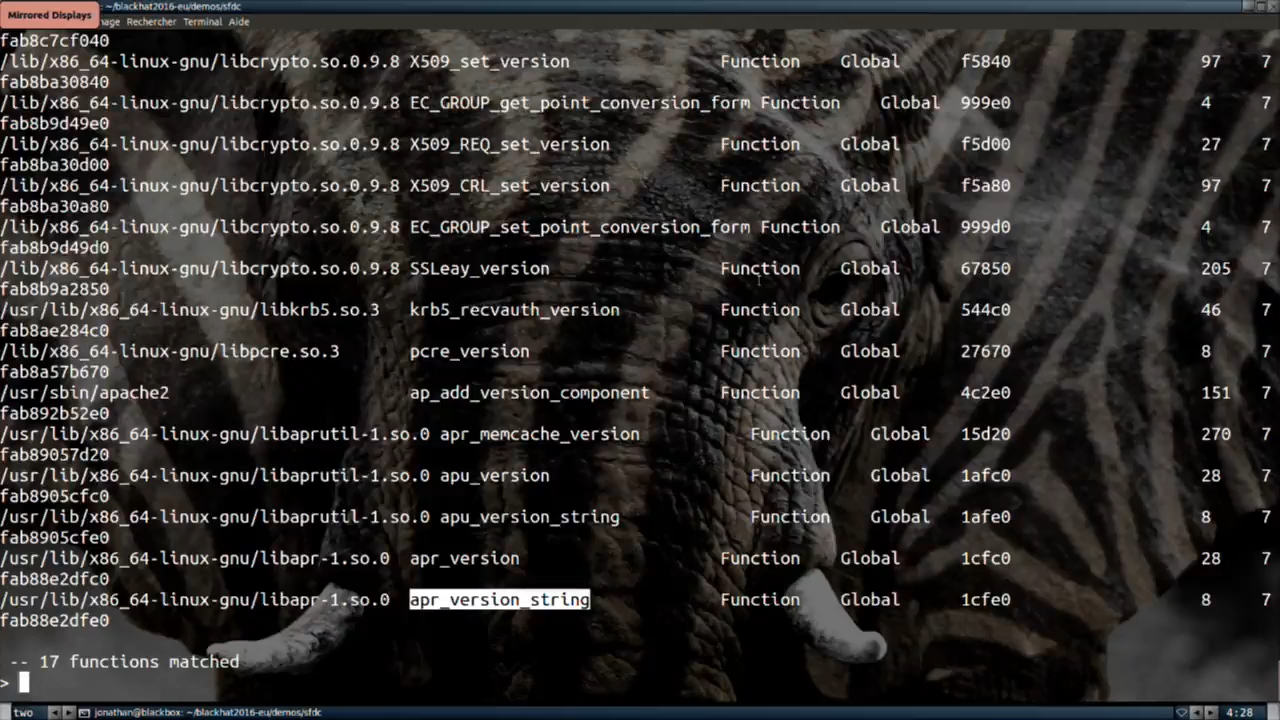 Mirrored Displays
: ~/blackhat2016-eu/demos/sfdc
nage Rechercher Terminal Aide
fab8c7cf040
/lib/x86_64-linux-gnu/libcrypto.so.0.9.8 X509_set_version Function Global f5840 97 7
fab8ba30840
/lib/x86_64-linux-gnu/libcrypto.so.0.9.8 EC_GROUP_get_point_conversion_form Function Global 999e0 4 7
fab8b9d49e0
/lib/x86_64-linux-gnu/libcrypto.so.0.9.8 X509_REQ_set_version Function Global f5d00 27 7
fab8ba30d00
/lib/x86_64-linux-gnu/libcrypto.so.0.9.8 X509_CRL_set_version Function Global f5a80 97 7
fab8ba30a80
/lib/x86_64-linux-gnu/libcrypto.so.0.9.8 EC_GROUP_set_point_conversion_form Function Global 999d0 4 7
fab8b9d49d0
/lib/x86_64-linux-gnu/libcrypto.so.0.9.8 SSLeay_version Function Global 67850 205 7
fab8b9a2850
/usr/lib/x86_64-linux-gnu/libkrb5.so.3 krb5_recvauth_version Function Global 544c0 46 7
fab8ae284c0
/lib/x86_64-linux-gnu/libpcre.so.3 pcre_version Function Global 27670 8 7
fab8a57b670
/usr/sbin/apache2 ap_add_version_component Function Global 4c2e0 151 7
fab892b52e0
/usr/lib/x86_64-linux-gnu/libaprutil-1.so.0 apr_memcache_version Function Global 15d20 270 7
fab89057d20
/usr/lib/x86_64-linux-gnu/libaprutil-1.so.0 apu_version Function Global 1afc0 28 7
fab8905cfc0
/usr/lib/x86_64-linux-gnu/libaprutil-1.so.0 apu_version_string Function Global 1afe0 8 7
fab8905cfe0
/usr/lib/x86_64-linux-gnu/libapr-1.so.0 apr_version Function Global 1cfc0 28 7
fab88e2dfc0
/usr/lib/x86_64-linux-gnu/libapr-1.so.0 apr_version_string Function Global 1cfe0 8 7
fab88e2dfe0
-- 17 functions matched
>
two jonathan@blackbox: ~/blackhat2016-eu/demos/sfdc 4:28